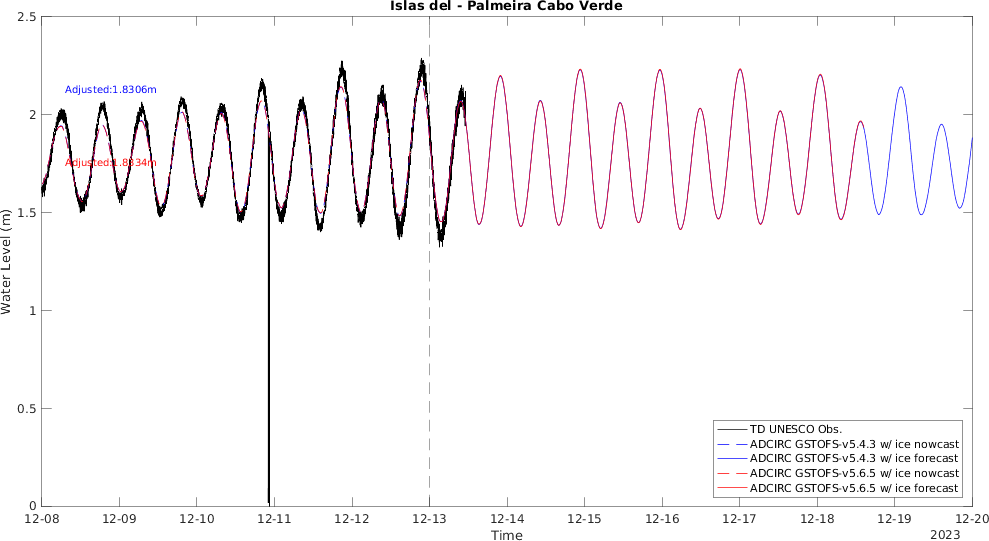 Islas del - Palmeira Cabo Verde
2.5
2
1.5
1
0.5
0
Water Level (m)
Adjusted:1.8306m
Adjusted:1.8334m
TD UNESCO Obs.
ADCIRC GSTOFS-v5.4.3 w/ ice nowcast
ADCIRC GSTOFS-v5.4.3 w/ ice forecast
ADCIRC GSTOFS-v5.6.5 w/ ice nowcast
ADCIRC GSTOFS-v5.6.5 w/ ice forecast
12-08 12-09 12-10 12-11 12-12 12-13 12-14 12-15 12-16 12-17 12-18 12-19 12-20
Time
2023